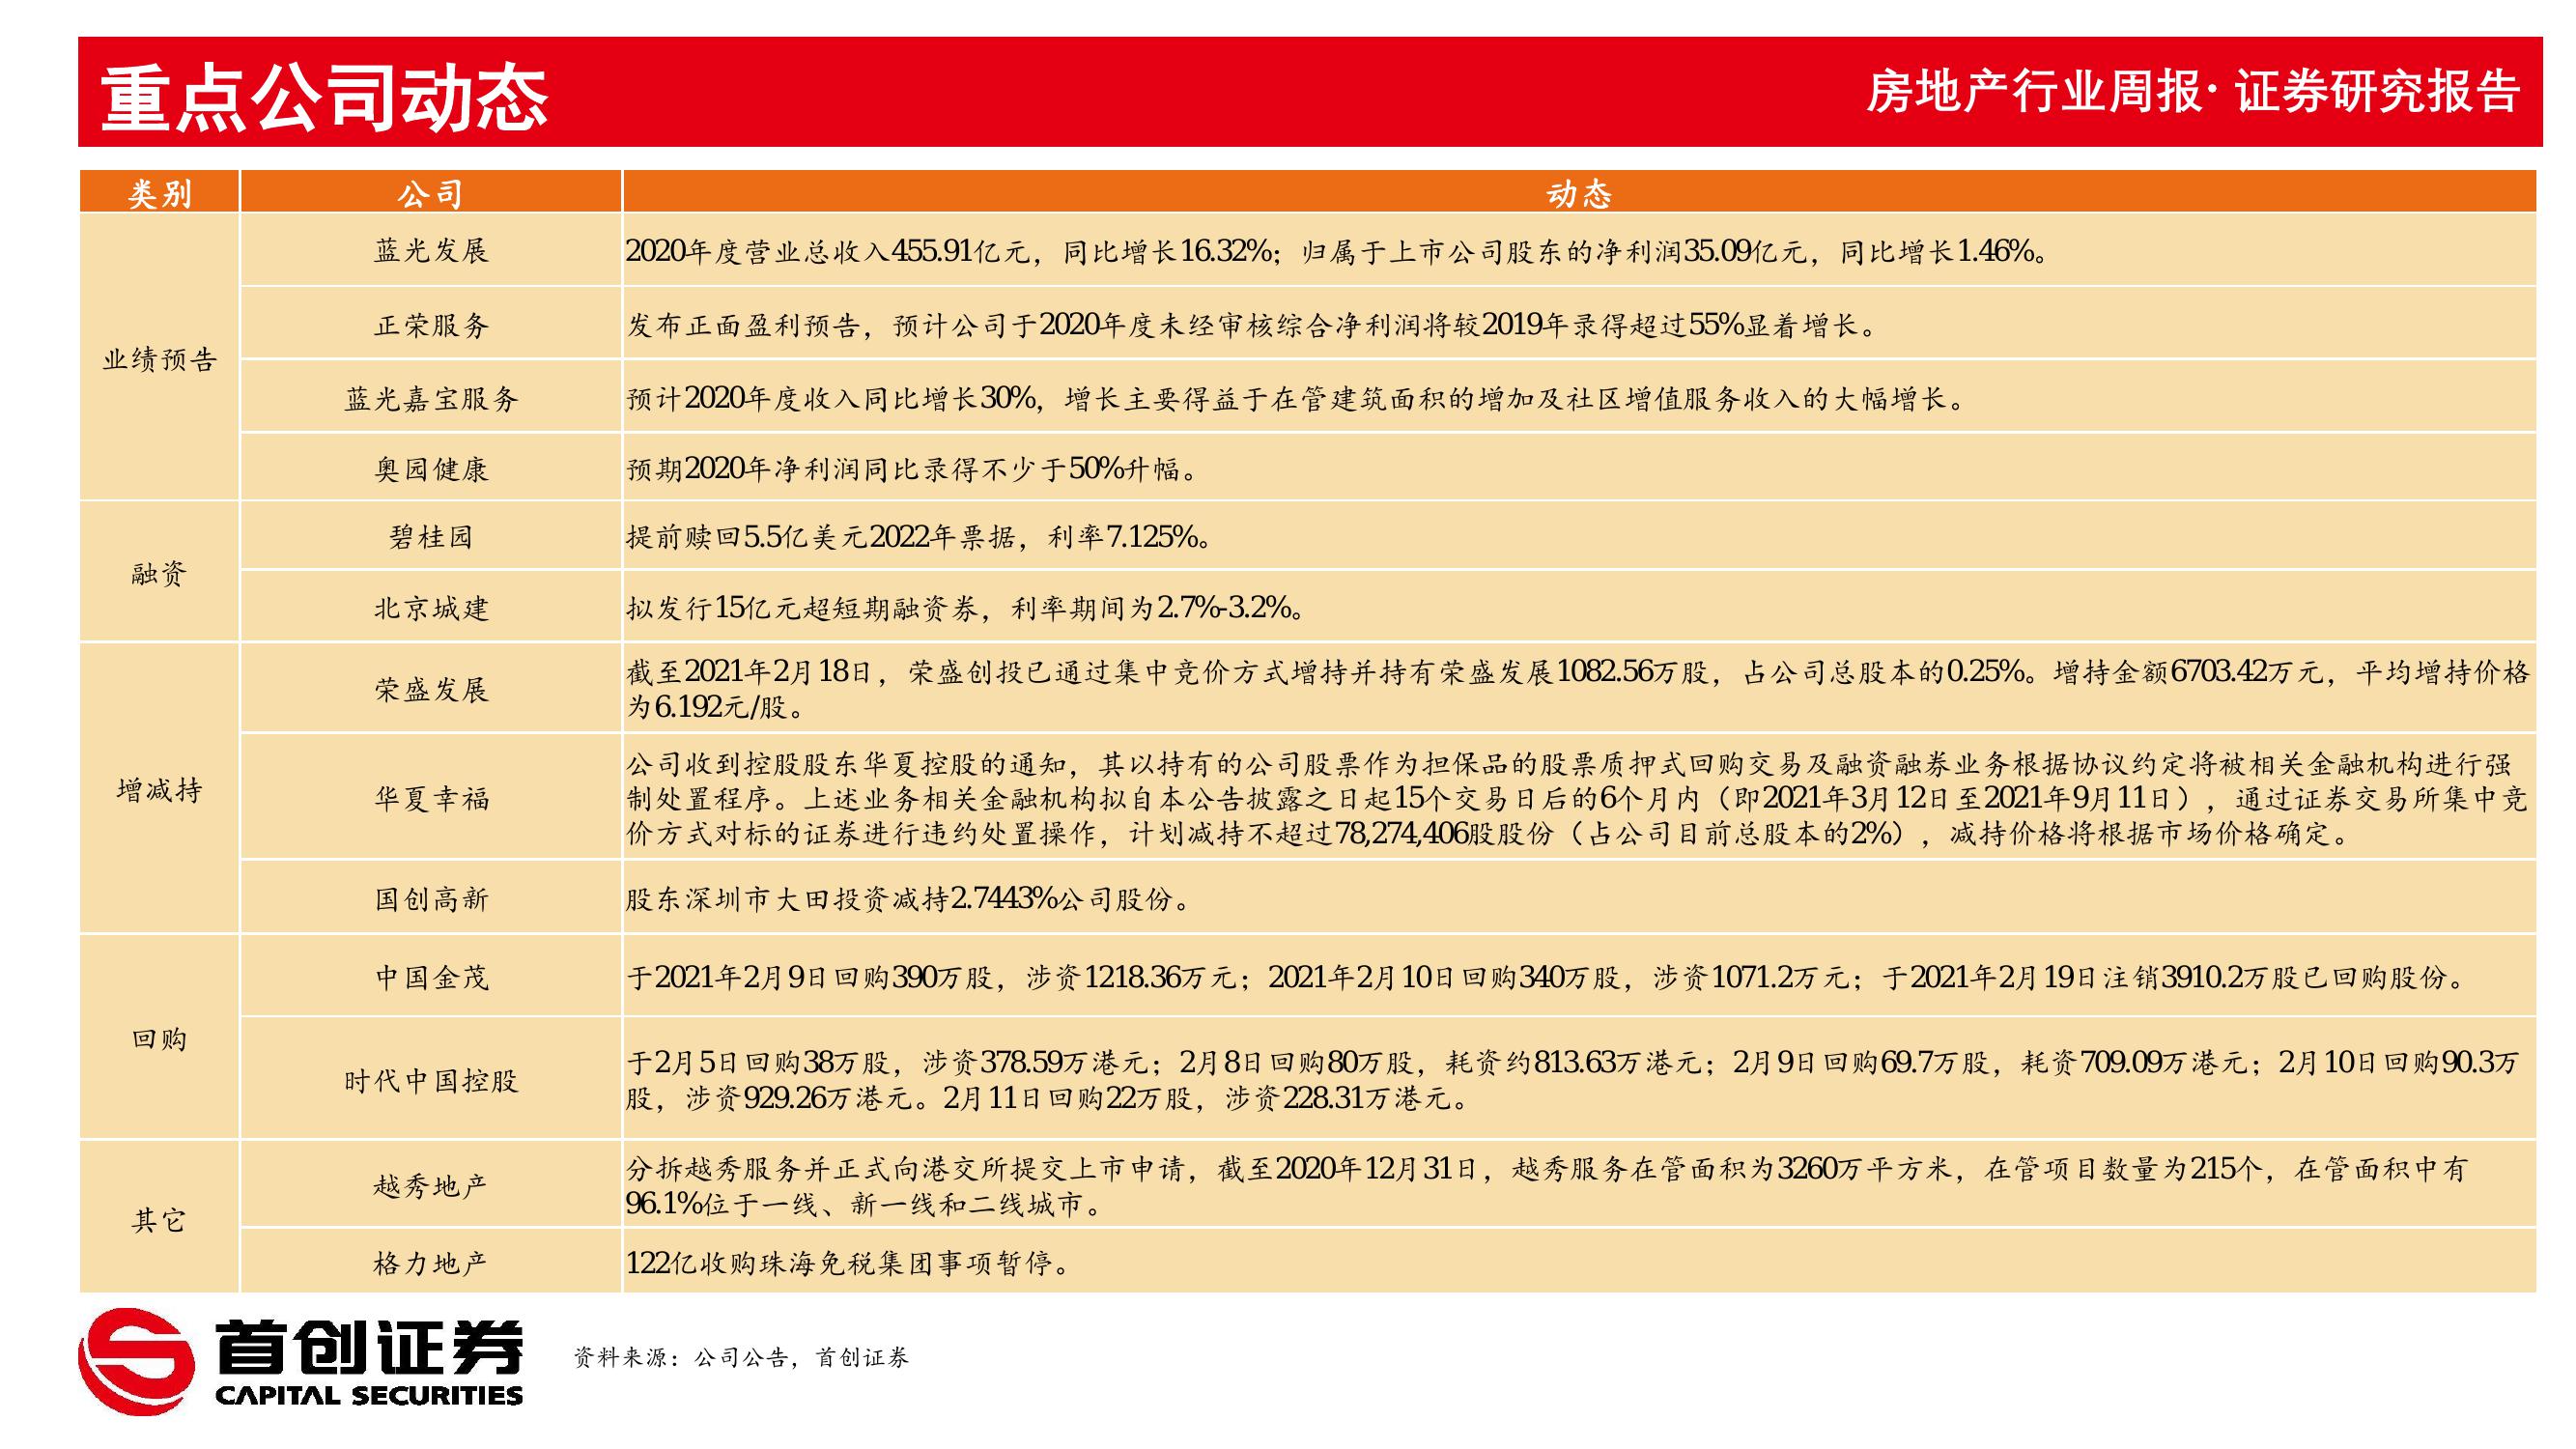 重点公司动态
房地产行业周报· 证券研究报告
类别 公司 动态
业绩预告
蓝光发展 2020年度营业总收入455.91亿元，同比增长16.32%；归属于上市公司股东的净利润35.09亿元，同比增长1.46%。
正荣服务 发布正面盈利预告，预计公司于2020年度未经审核综合净利润将较2019年录得超过55%显着增长。
蓝光嘉宝服务 预计2020年度收入同比增长30%，增长主要得益于在管建筑面积的增加及社区增值服务收入的大幅增长。
奥园健康 预期2020年净利润同比录得不少于50%升幅。
融资
碧桂园 提前赎回5.5亿美元2022年票据，利率7.125%。
北京城建 拟发行15亿元超短期融资券，利率期间为2.7%-3.2%。
增减持
荣盛发展 截至2021年2月18日，荣盛创投已通过集中竞价方式增持并持有荣盛发展1082.56万股，占公司总股本的0.25%。增持金额6703.42万元，平均增持价格
为6.192元/股。
华夏幸福 公司收到控股股东华夏控股的通知，其以持有的公司股票作为担保品的股票质押式回购交易及融资融券业务根据协议约定将被相关金融机构进行强
制处置程序。上述业务相关金融机构拟自本公告披露之日起15个交易日后的6个月内（即2021年3月12日至2021年9月11日），通过证券交易所集中竞
价方式对标的证券进行违约处置操作，计划减持不超过78,274,406股股份（占公司目前总股本的2%），减持价格将根据市场价格确定。
国创高新 股东深圳市大田投资减持2.7443%公司股份。
回购
中国金茂 于2021年2月9日回购390万股，涉资1218.36万元；2021年2月10日回购340万股，涉资1071.2万元；于2021年2月19日注销3910.2万股已回购股份。
时代中国控股 于2月5日回购38万股，涉资378.59万港元；2月8日回购80万股，耗资约813.63万港元；2月9日回购69.7万股，耗资709.09万港元；2月10日回购90.3万
股，涉资929.26万港元。2月11日回购22万股，涉资228.31万港元。
其它
越秀地产 分拆越秀服务并正式向港交所提交上市申请，截至2020年12月31日，越秀服务在管面积为3260万平方米，在管项目数量为215个，在管面积中有
96.1%位于一线、新一线和二线城市。
格力地产 122亿收购珠海免税集团事项暂停。
首创证券
CAPITAL SECURITIES
资料来源：公司公告，首创证券